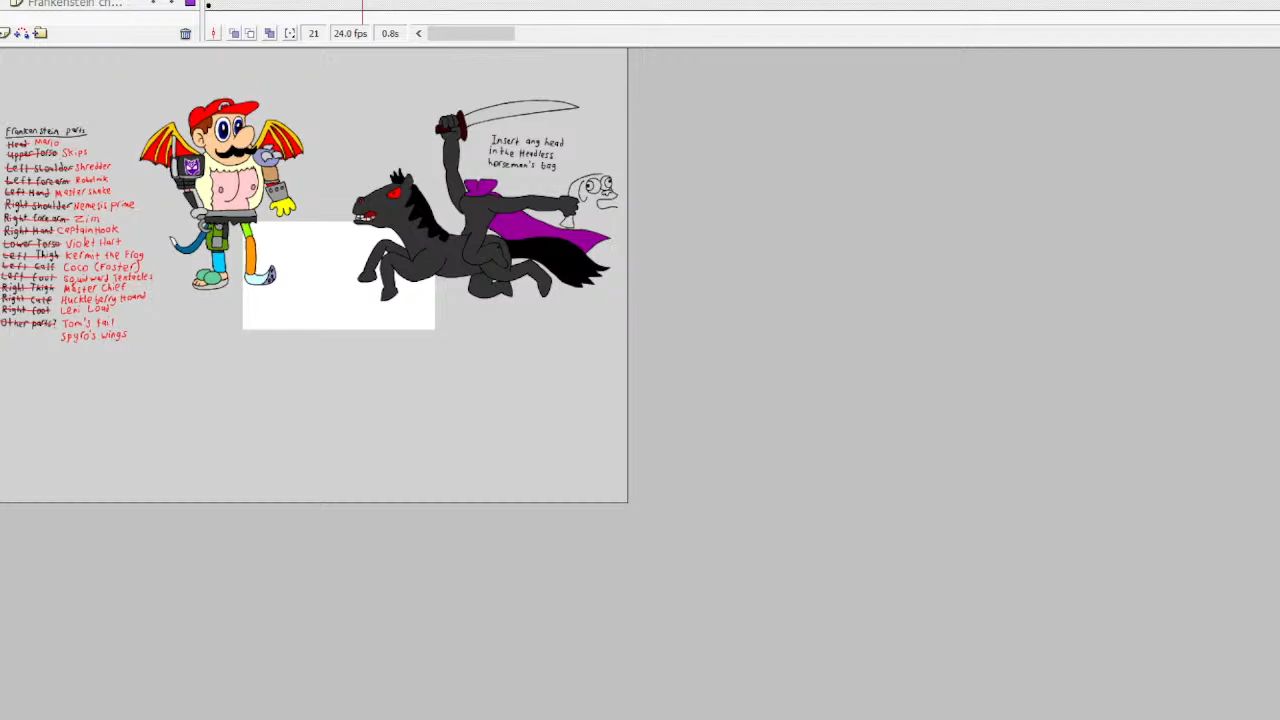 Frankenstein ch...
21
24.0 fps
0.8s
Frankenstein parts
Head Mario
Upper Torso Skips
Left shoulder Shredder
Left forearm Robotnik
Left Hand Master shake
Right shoulder Nemesis prime
Right forearm Zim
Right Hand Captain Hook
Lower Torso Violet Hart
Left Thigh Kermit the Frog
Left Calf Coco (Foster)
Left foot Squidward Tentacles
Right Thigh Master Chief
Right Calf Huckleberry Hound
Right foot Leni Loud
Other parts? Tom's tail
Spyro's wings
Insert any head
in the Headless
horseman's bag